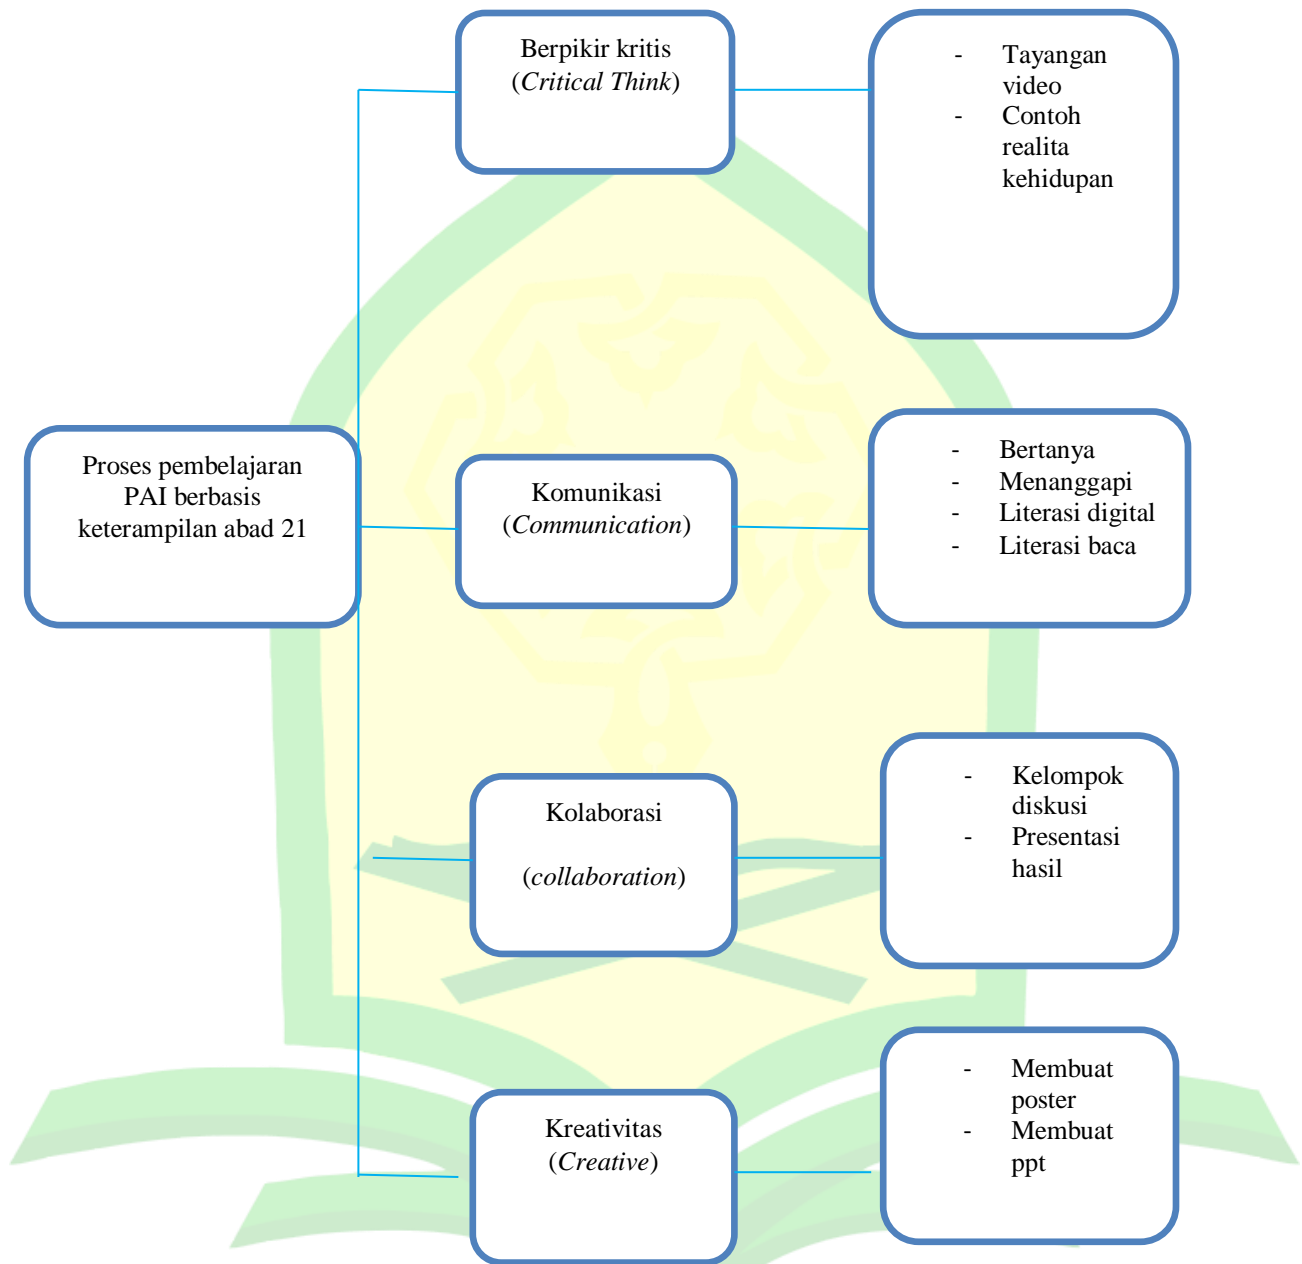 Berpikir kritis
(Critical Think)
- Tayangan
video
- Contoh
realita
kehidupan
Proses pembelajaran
PAI berbasis
keterampilan abad 21
Komunikasi
(Communication)
- Bertanya
- Menanggapi
- Literasi digital
- Literasi baca
Kolaborasi
(collaboration)
- Kelompok
diskusi
- Presentasi
hasil
Kreativitas
(Creative)
- Membuat
poster
- Membuat
ppt